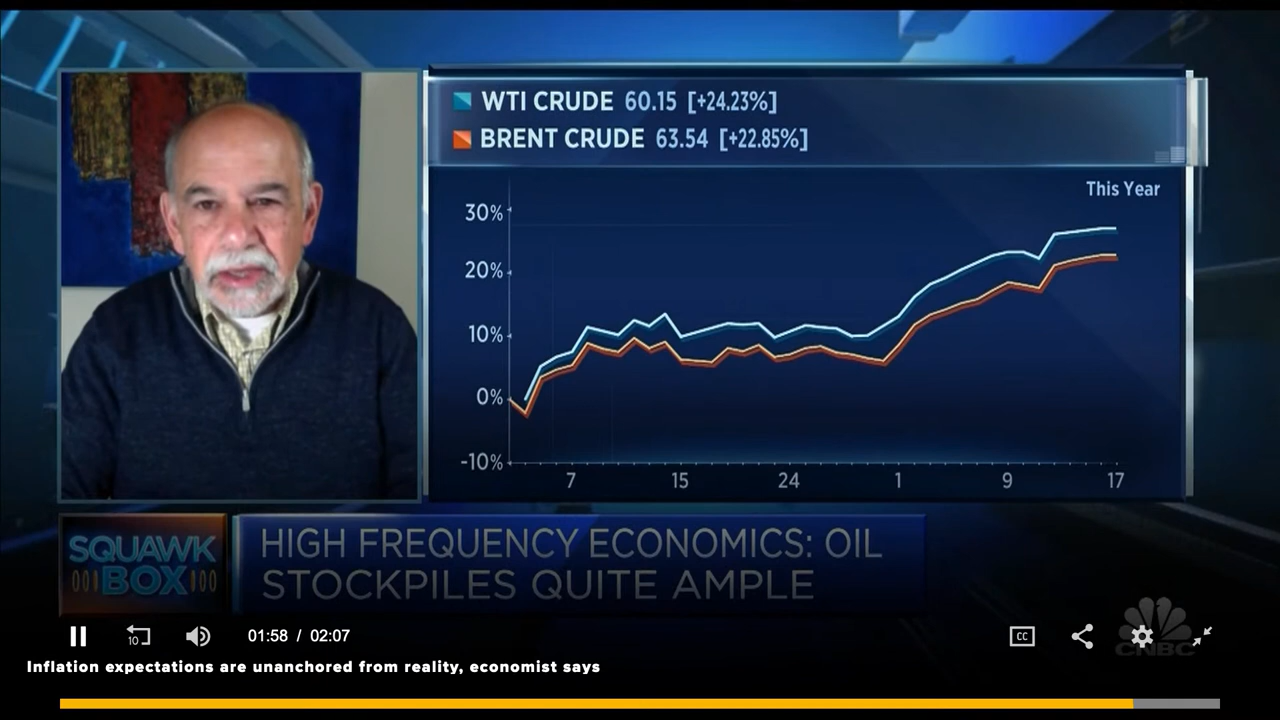 WTI CRUDE 60.15 [+24.23%]
BRENT CRUDE 63.54 [+22.85%]
This Year
30%
20%
10%
0%
-10%
7 15 24 1 9 17
SQUAWK
BOX
HIGH FREQUENCY ECONOMICS: OIL
STOCKPILES QUITE AMPLE
10
01:58 / 02:07
CC
CNBC
Inflation expectations are unanchored from reality, economist says